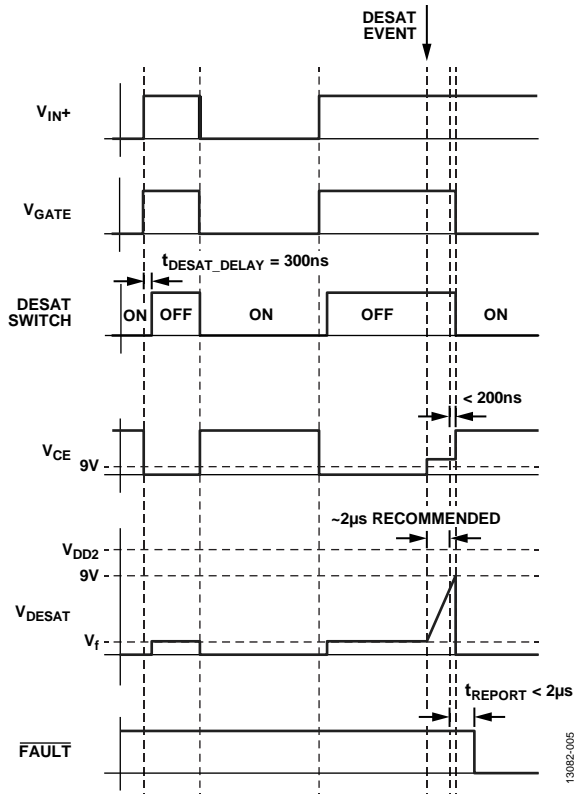 DESAT
EVENT
VIN+
VGATE
tDESAT_DELAY = 300ns
DESAT
SWITCH
ON OFF ON OFF ON
< 200ns
VCE
9V
~2µs RECOMMENDED
VDD2
9V
VDESAT
Vf
tREPORT < 2µs
FAULT
13082-005